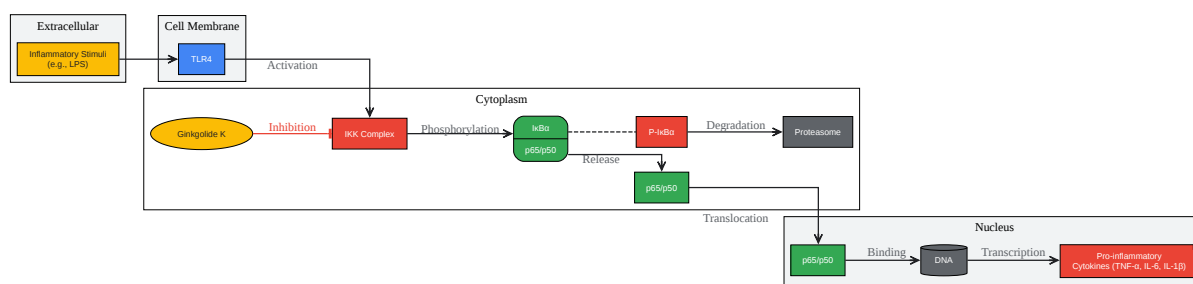 Extracellular
Inflammatory Stimuli
(e.g., LPS)
Cell Membrane
TLR4
Activation
Cytoplasm
Ginkgolide K
Inhibition
IKK Complex
Phosphorylation
IκBα
p65/p50
P-IκBα
Degradation
Proteasome
Release
p65/p50
Translocation
Nucleus
p65/p50
Binding
DNA
Transcription
Pro-inflammatory
Cytokines (TNF-α, IL-6, IL-1β)